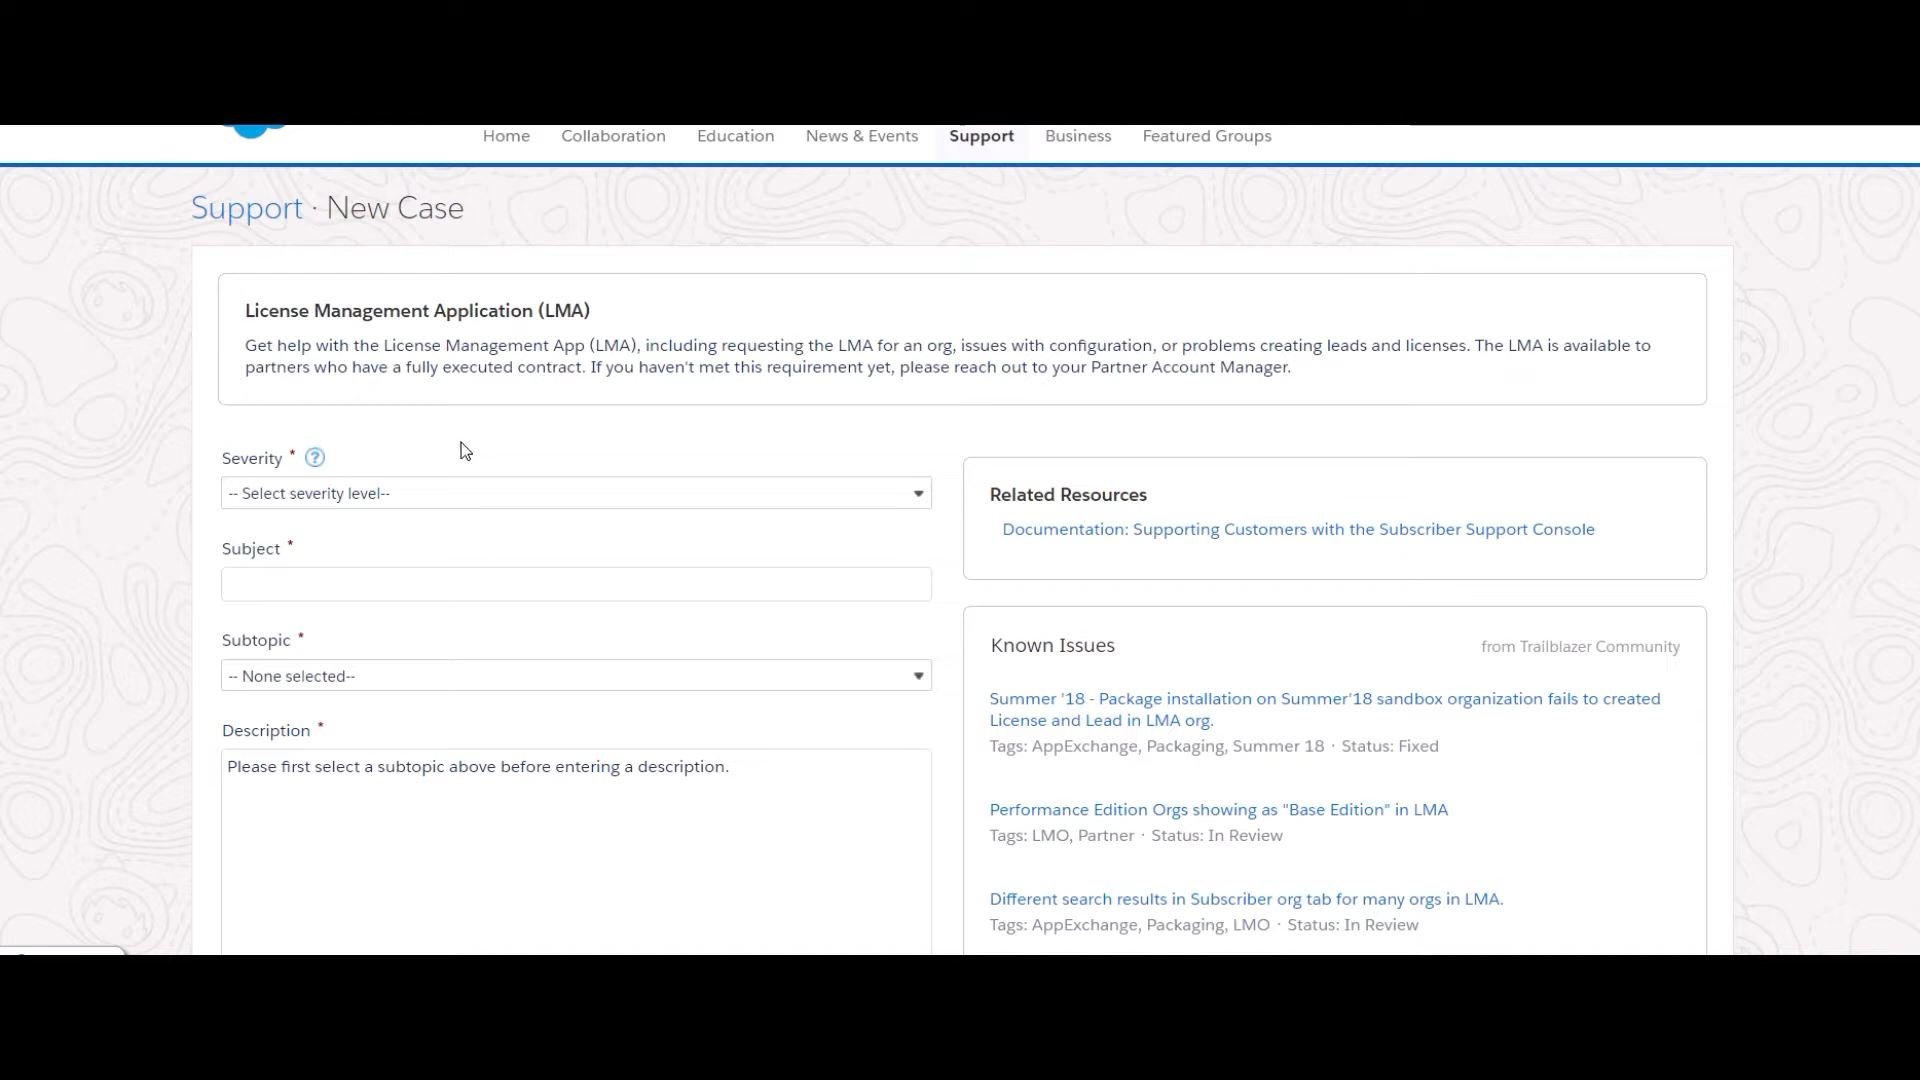 Home Collaboration Education News & Events Support Business Featured Groups
Support · New Case
License Management Application (LMA)
Get help with the License Management App (LMA), including requesting the LMA for an org, issues with configuration, or problems creating leads and licenses. The LMA is available to
partners who have a fully executed contract. If you haven't met this requirement yet, please reach out to your Partner Account Manager.
Severity * ?
-- Select severity level--
Subject *
Subtopic *
-- None selected--
Description *
Please first select a subtopic above before entering a description.
Related Resources
Documentation: Supporting Customers with the Subscriber Support Console
Known Issues from Trailblazer Community
Summer '18 - Package installation on Summer'18 sandbox organization fails to created
License and Lead in LMA org.
Tags: AppExchange, Packaging, Summer 18 · Status: Fixed
Performance Edition Orgs showing as "Base Edition" in LMA
Tags: LMO, Partner · Status: In Review
Different search results in Subscriber org tab for many orgs in LMA.
Tags: AppExchange, Packaging, LMO · Status: In Review